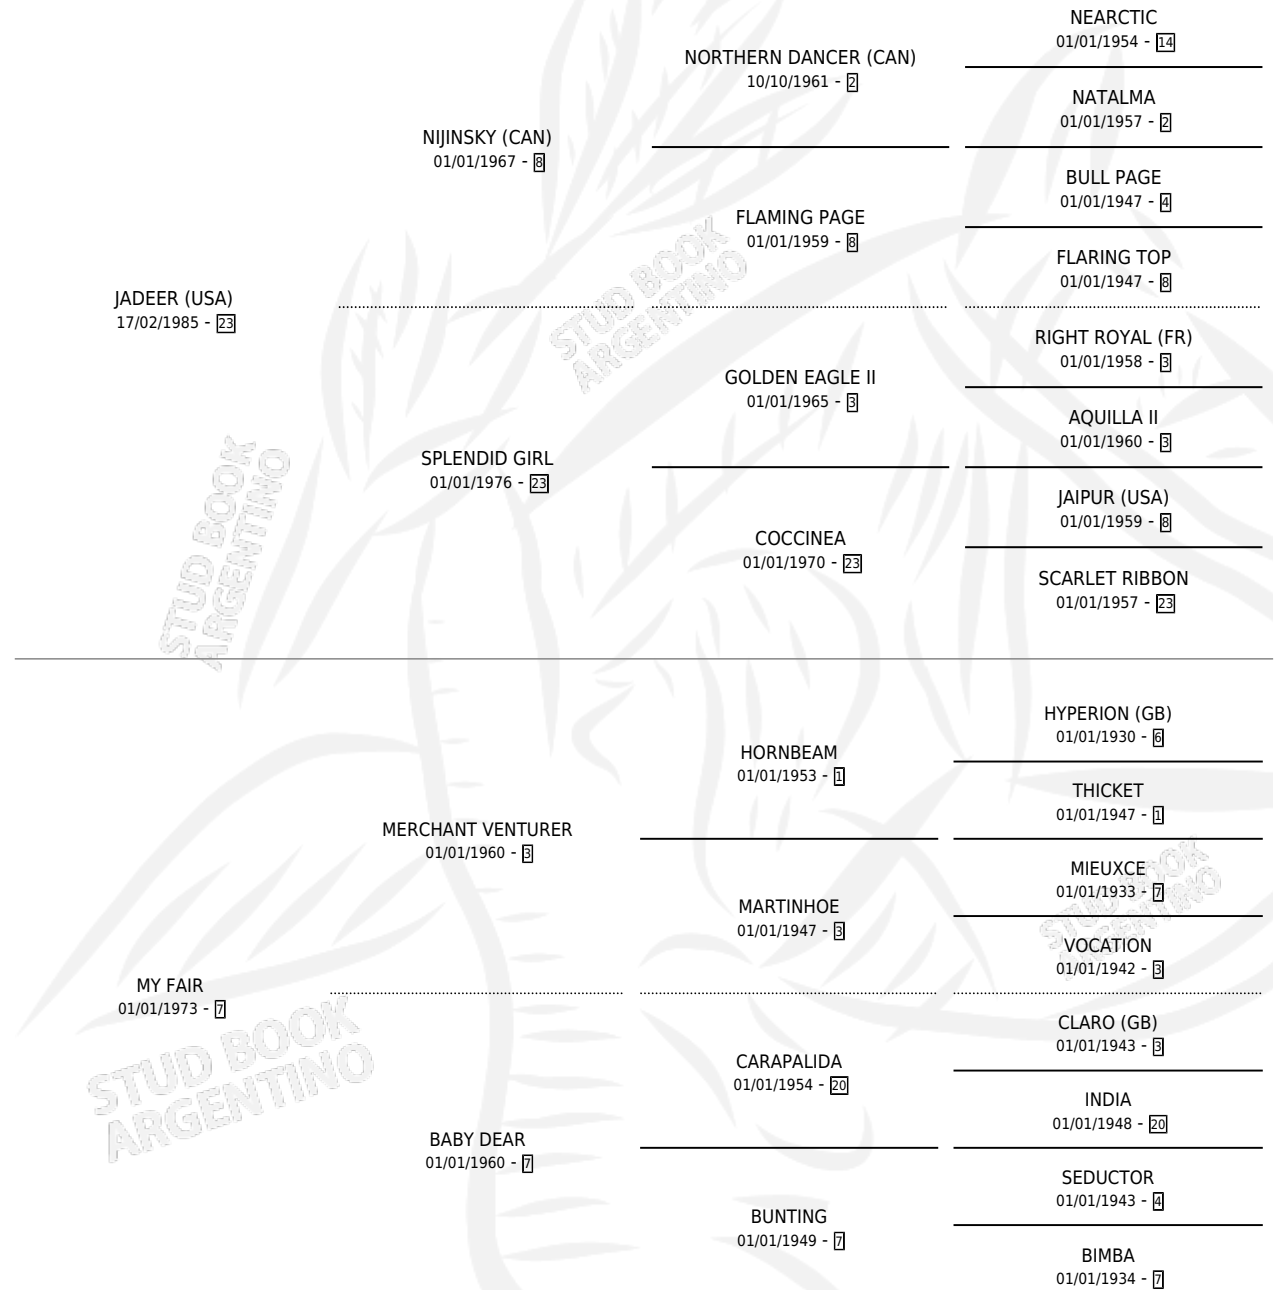 NEARCTIC
01/01/1954 - 14
NORTHERN DANCER (CAN)
10/10/1961 - 2
NATALMA
01/01/1957 - 2
NIJINSKY (CAN)
01/01/1967 - 8
BULL PAGE
01/01/1947 - 4
FLAMING PAGE
01/01/1959 - 8
FLARING TOP
01/01/1947 - 8
STUD BOOK
ARGENTINO
JADEER (USA)
17/02/1985 - 23
RIGHT ROYAL (FR)
01/01/1958 - 3
GOLDEN EAGLE II
01/01/1965 - 3
AQUILLA II
01/01/1960 - 3
SPLENDID GIRL
01/01/1976 - 23
JAIPUR (USA)
01/01/1959 - 8
COCCINEA
01/01/1970 - 23
SCARLET RIBBON
01/01/1957 - 23
STUD BOOK
ARGENTINO
HYPERION (GB)
01/01/1930 - 6
HORNBEAM
01/01/1953 - 1
THICKET
01/01/1947 - 1
MERCHANT VENTURER
01/01/1960 - 3
MIEUXCE
01/01/1933 - 7
MARTINHOE
01/01/1947 - 3
VOCATION
01/01/1942 - 3
STUD BOOK
ARGENTINO
MY FAIR
01/01/1973 - 7
CLARO (GB)
01/01/1943 - 3
CARAPALIDA
01/01/1954 - 20
INDIA
01/01/1948 - 20
STUD BOOK
ARGENTINO
BABY DEAR
01/01/1960 - 7
SEDUCTOR
01/01/1943 - 4
BUNTING
01/01/1949 - 7
BIMBA
01/01/1934 - 7